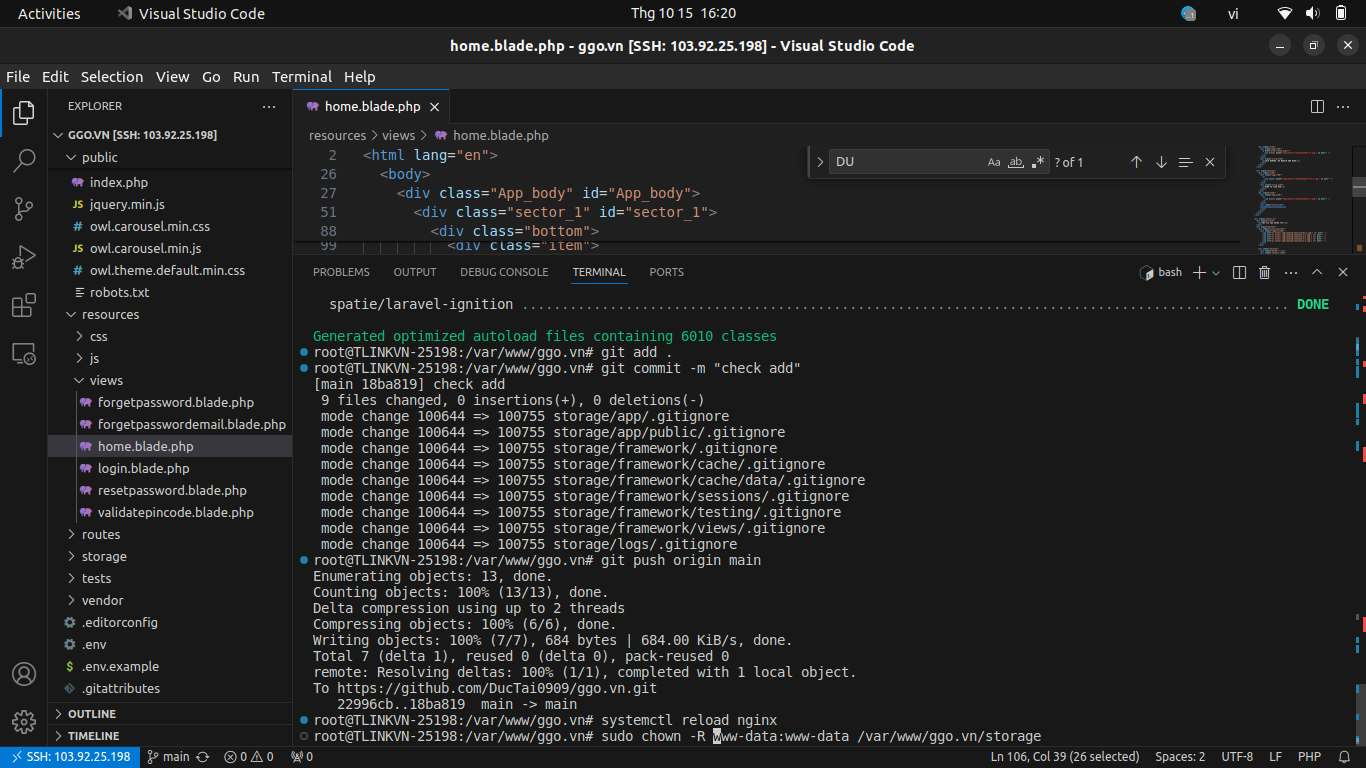 Activities
Visual Studio Code
Thg 10 15 16:20
vi
home.blade.php - ggo.vn [SSH: 103.92.25.198] - Visual Studio Code
File Edit Selection View Go Run Terminal Help
EXPLORER
GGO.VN [SSH: 103.92.25.198]
public
index.php
JS jquery.min.js
# owl.carousel.min.css
JS owl.carousel.min.js
# owl.theme.default.min.css
robots.txt
resources
css
js
views
forgetpassword.blade.php
forgetpasswordemail.blade.php
home.blade.php
login.blade.php
resetpassword.blade.php
validatepincode.blade.php
routes
storage
tests
vendor
.editorconfig
.env
$ .env.example
.gitattributes
OUTLINE
TIMELINE
home.blade.php
resources > views > home.blade.php
2 <html lang="en">
26 <body>
27 <div class="App_body" id="App_body">
51 <div class="sector_1" id="sector_1">
88 <div class="bottom">
99 <div class="item">
DU
Aa ab .*
? of 1
PROBLEMS OUTPUT DEBUG CONSOLE TERMINAL PORTS
bash
spatie/laravel-ignition ................................................................................................ DONE
Generated optimized autoload files containing 6010 classes
root@TLINKVN-25198:/var/www/ggo.vn# git add .
root@TLINKVN-25198:/var/www/ggo.vn# git commit -m "check add"
[main 18ba819] check add
9 files changed, 0 insertions(+), 0 deletions(-)
mode change 100644 => 100755 storage/app/.gitignore
mode change 100644 => 100755 storage/app/public/.gitignore
mode change 100644 => 100755 storage/framework/.gitignore
mode change 100644 => 100755 storage/framework/cache/.gitignore
mode change 100644 => 100755 storage/framework/cache/data/.gitignore
mode change 100644 => 100755 storage/framework/sessions/.gitignore
mode change 100644 => 100755 storage/framework/testing/.gitignore
mode change 100644 => 100755 storage/framework/views/.gitignore
mode change 100644 => 100755 storage/logs/.gitignore
root@TLINKVN-25198:/var/www/ggo.vn# git push origin main
Enumerating objects: 13, done.
Counting objects: 100% (13/13), done.
Delta compression using up to 2 threads
Compressing objects: 100% (6/6), done.
Writing objects: 100% (7/7), 684 bytes | 684.00 KiB/s, done.
Total 7 (delta 1), reused 0 (delta 0), pack-reused 0
remote: Resolving deltas: 100% (1/1), completed with 1 local object.
To https://github.com/DucTai0909/ggo.vn.git
22996cb..18ba819 main -> main
root@TLINKVN-25198:/var/www/ggo.vn# systemctl reload nginx
root@TLINKVN-25198:/var/www/ggo.vn# sudo chown -R www-data:www-data /var/www/ggo.vn/storage
SSH: 103.92.25.198
main
0 0
0
Ln 106, Col 39 (26 selected)
Spaces: 2
UTF-8
LF
PHP